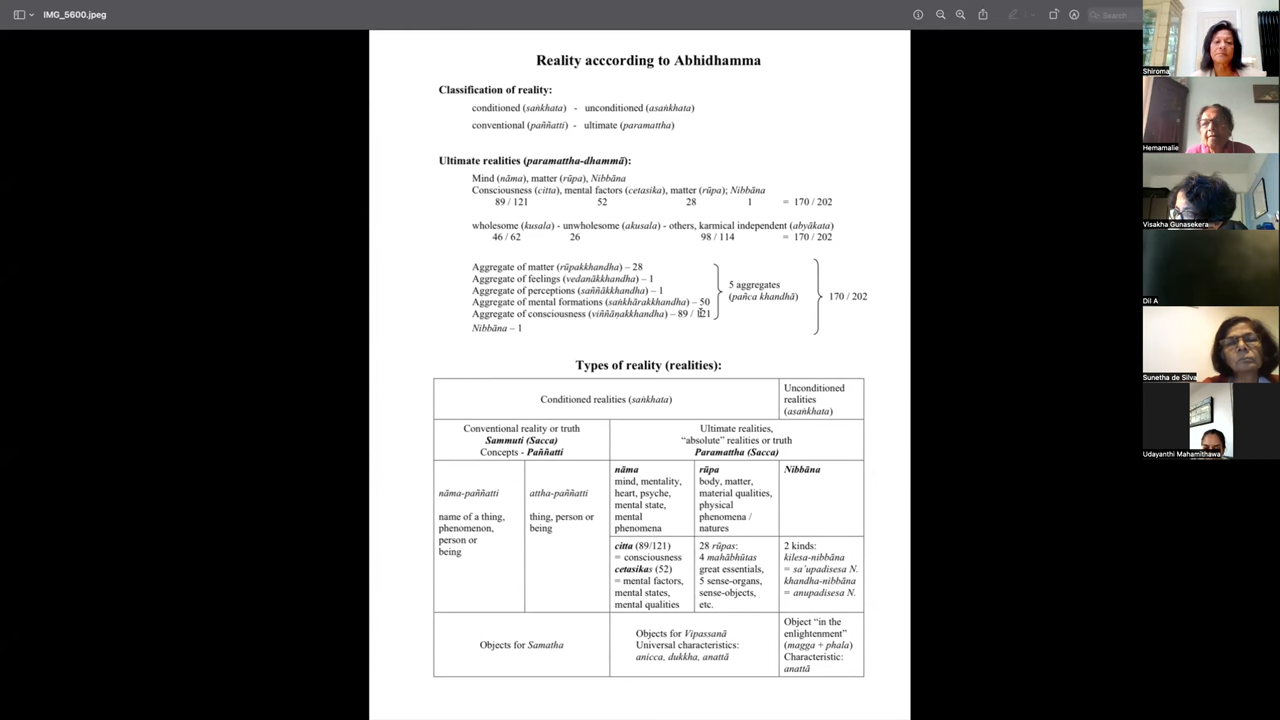 IMG_5600.jpeg
Search
Reality acccording to Abhidhamma
Classification of reality:
conditioned (saṅkhata) - unconditioned (asaṅkhata)
conventional (paññatti) - ultimate (paramattha)
Ultimate realities (paramattha-dhammā):
Mind (nāma), matter (rūpa), Nibbāna
Consciousness (citta), mental factors (cetasika), matter (rūpa); Nibbāna
89 / 121 52 28 1 = 170 / 202
wholesome (kusala) - unwholesome (akusala) - others, karmical independent (abyākata)
46 / 62 26 98 / 114 = 170 / 202
Aggregate of matter (rūpakkhandha) – 28
Aggregate of feelings (vedanākkhandha) – 1
Aggregate of perceptions (saññākkhandha) – 1
Aggregate of mental formations (saṅkhārakkhandha) – 50
Aggregate of consciousness (viññāṇakkhandha) – 89 / 121
Nibbāna – 1
5 aggregates
(pañca khandhā)
170 / 202
Types of reality (realities):
Conditioned realities (saṅkhata)
Unconditioned
realities
(asaṅkhata)
Conventional reality or truth
Sammuti (Sacca)
Concepts - Paññatti
Ultimate realities,
“absolute” realities or truth
Paramattha (Sacca)
nāma-paññatti
name of a thing,
phenomenon,
person or
being
attha-paññatti
thing, person or
being
nāma
mind, mentality,
heart, psyche,
mental state,
mental
phenomena
rūpa
body, matter,
material qualities,
physical
phenomena /
natures
Nibbāna
citta (89/121)
= consciousness
cetasikas (52)
= mental factors,
mental states,
mental qualities
28 rūpas:
4 mahābhūtas
great essentials,
5 sense-organs,
sense-objects,
etc.
2 kinds:
kilesa-nibbāna
= sa’upadisesa N.
khandha-nibbāna
= anupadisesa N.
Objects for Samatha
Objects for Vipassanā
Universal characteristics:
anicca, dukkha, anattā
Object “in the
enlightenment”
(magga + phala)
Characteristic:
anattā
Shiroma
Hemamalie
Visakha Gunasekera
Dil A
Sunetha de Silva
Udayanthi Mahamithawa